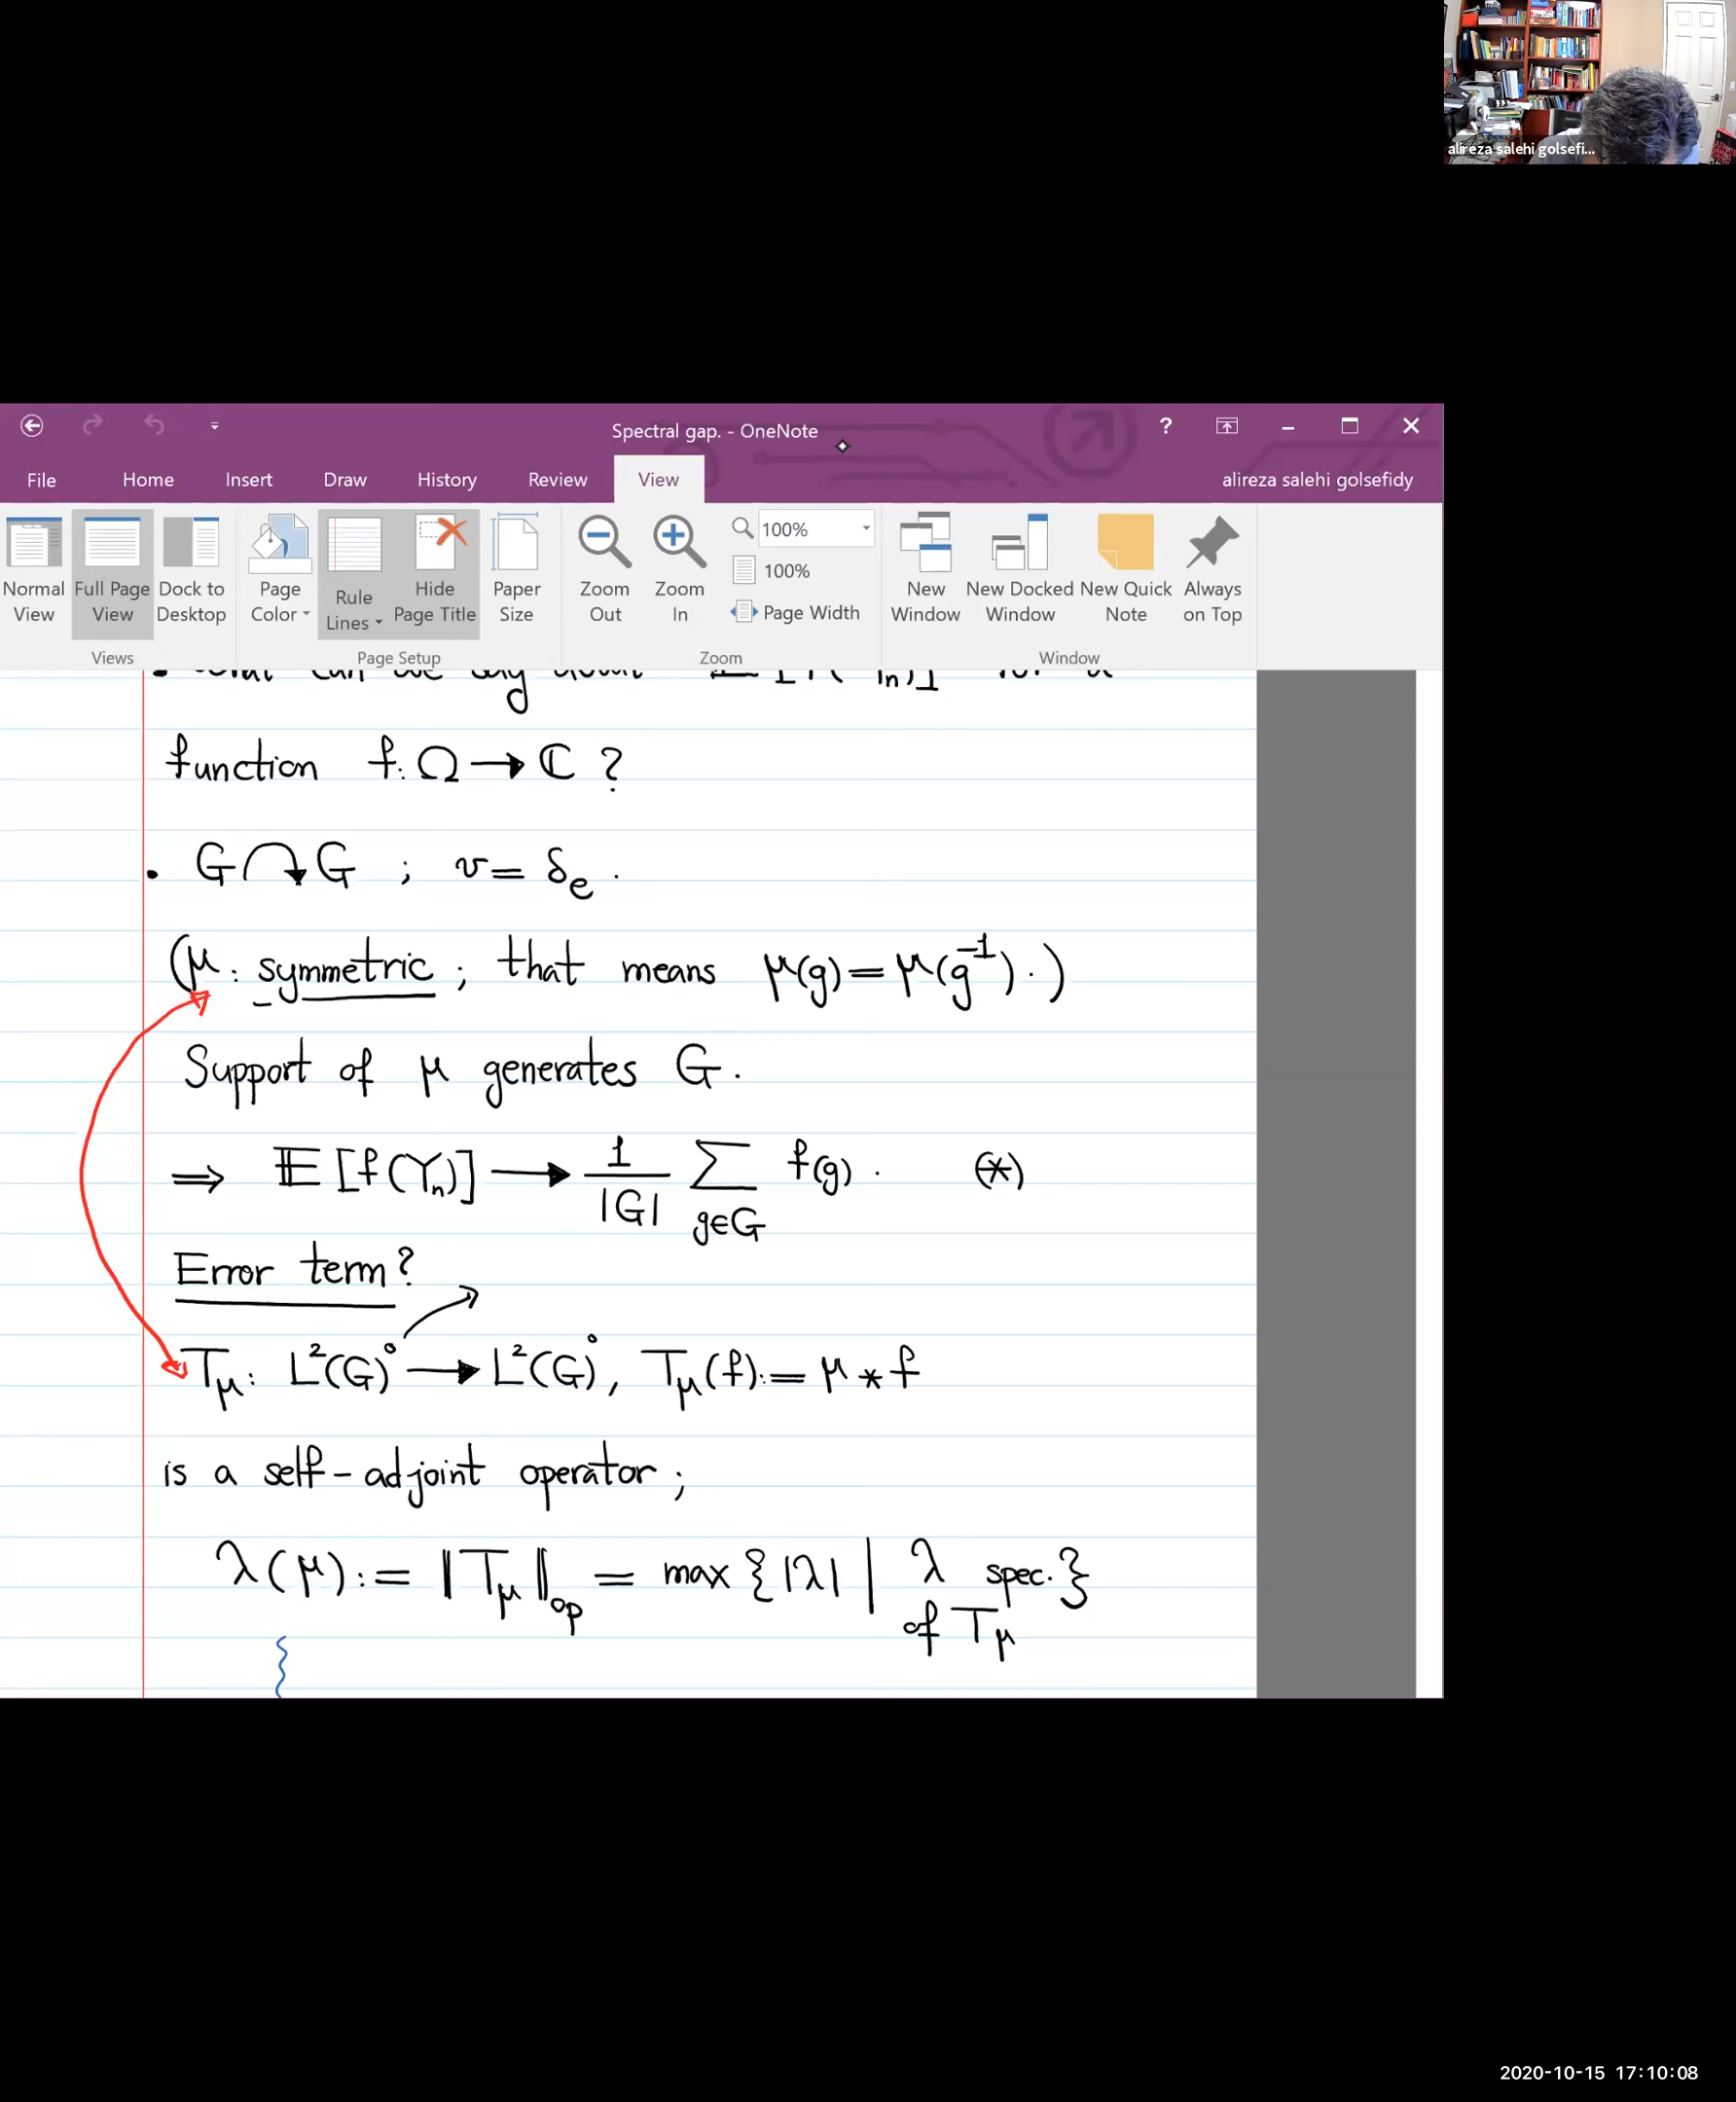 alireza salehi golsefi...
Spectral gap. - OneNote
?
File Home Insert Draw History Review View alireza salehi golsefidy
Normal View Full Page View Dock to Desktop
Views
Page Color Rule Lines Hide Page Title Paper Size
Page Setup
Zoom Out Zoom In 100% 100% Page Width
Zoom
New Window New Docked Window New Quick Note Always on Top
Window
function f: Ω → ℂ ?
• G ↷ G ; v = δ_e .
(μ: symmetric ; that means μ(g) = μ(g⁻¹) . )
Support of μ generates G .
⟹ 𝔼 [f(Yₙ)] → 1/|G| ∑_{g∈G} f(g) . (*)
Error term?
T_μ : L²(G)° → L²(G)° , T_μ(f) := μ * f
is a self-adjoint operator ;
λ(μ) := ‖T_μ‖_op = max { |λ| | λ spec. of T_μ }
2020-10-15 17:10:08